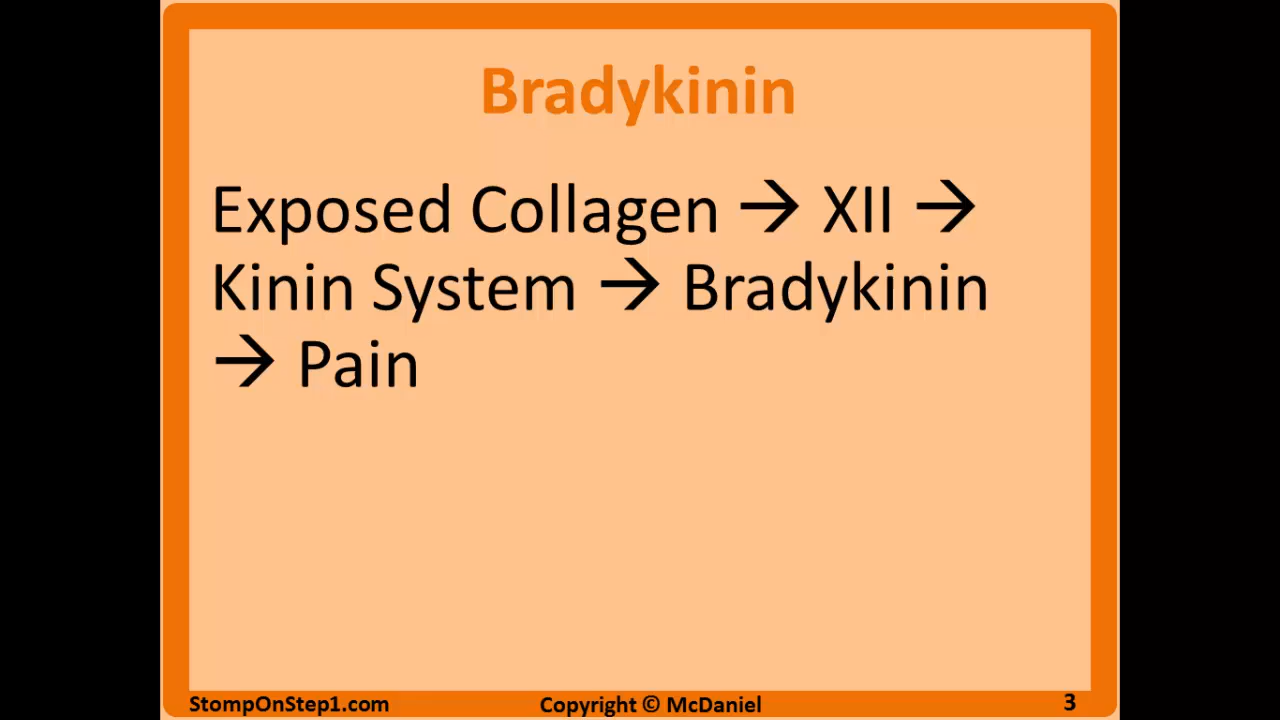 Bradykinin
Exposed Collagen → XII →
Kinin System → Bradykinin
→ Pain
StompOnStep1.com Copyright © McDaniel 3